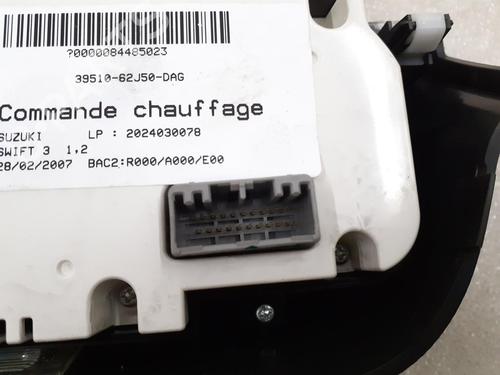 ?0000084485023
39510-62J50-DAG
Commande chauffage
SUZUKI LP : 2024030078
SWIFT 3 1,2
28/02/2007 BAC2:R000/A000/E00